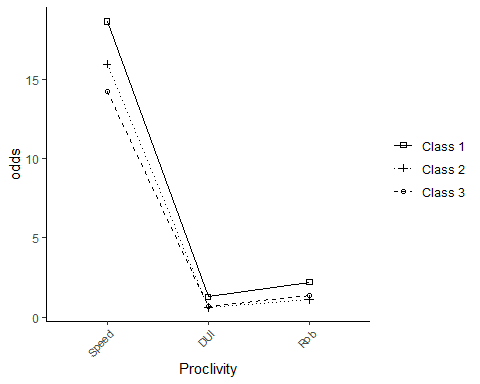 15
10
5
0
odds
Speed
DUI
Rob
Proclivity
Class 1
Class 2
Class 3